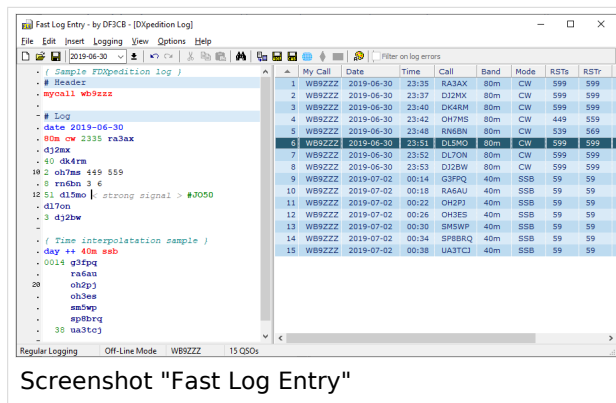 Fast Log Entry - by DF3CB - [DXpedition Log]
File Edit Insert Logging View Options Help
2019-06-30 Filter on log errors
{ Sample FDXpedition log }
# Header
mycall wb9zzz
# Log
date 2019-06-30
80m cw 2335 ra3ax
dj2mx
40 dk4rm
10 2 oh7ms 449 559
8 rn6bn 3 6
12 51 dl5mo < strong signal > #JO50
dl7on
3 dj2bw
{ Time interpolatation sample }
day ++ 40m ssb
0014 g3fpq
ra6au
20 oh2pj
oh3es
sm5wp
sp8brq
38 ua3tcj
My Call Date Time Call Band Mode RSTs RSTr
1 WB9ZZZ 2019-06-30 23:35 RA3AX 80m CW 599 599
2 WB9ZZZ 2019-06-30 23:37 DJ2MX 80m CW 599 599
3 WB9ZZZ 2019-06-30 23:40 DK4RM 80m CW 599 599
4 WB9ZZZ 2019-06-30 23:42 OH7MS 80m CW 449 559
5 WB9ZZZ 2019-06-30 23:48 RN6BN 80m CW 539 569
6 WB9ZZZ 2019-06-30 23:51 DL5MO 80m CW 599 599
7 WB9ZZZ 2019-06-30 23:52 DL7ON 80m CW 599 599
8 WB9ZZZ 2019-06-30 23:53 DJ2BW 80m CW 599 599
9 WB9ZZZ 2019-07-02 00:14 G3FPQ 40m SSB 59 59
10 WB9ZZZ 2019-07-02 00:18 RA6AU 40m SSB 59 59
11 WB9ZZZ 2019-07-02 00:22 OH2PJ 40m SSB 59 59
12 WB9ZZZ 2019-07-02 00:26 OH3ES 40m SSB 59 59
13 WB9ZZZ 2019-07-02 00:30 SM5WP 40m SSB 59 59
14 WB9ZZZ 2019-07-02 00:34 SP8BRQ 40m SSB 59 59
15 WB9ZZZ 2019-07-02 00:38 UA3TCJ 40m SSB 59 59
Regular Logging Off-Line Mode WB9ZZZ 15 QSOs
Screenshot "Fast Log Entry"